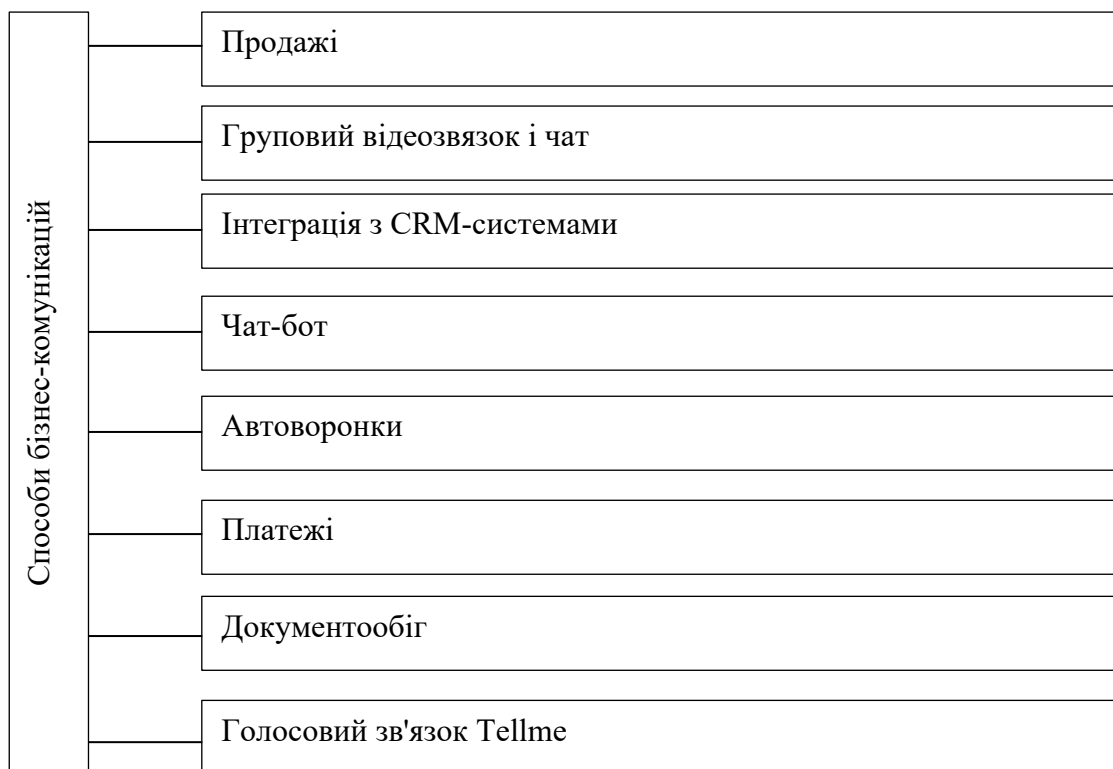 Способи бізнес-комунікацій
Продажі
Груповий відеозвязок і чат
Інтеграція з CRM-системами
Чат-бот
Автоворонки
Платежі
Документообіг
Голосовий зв'язок Tellme